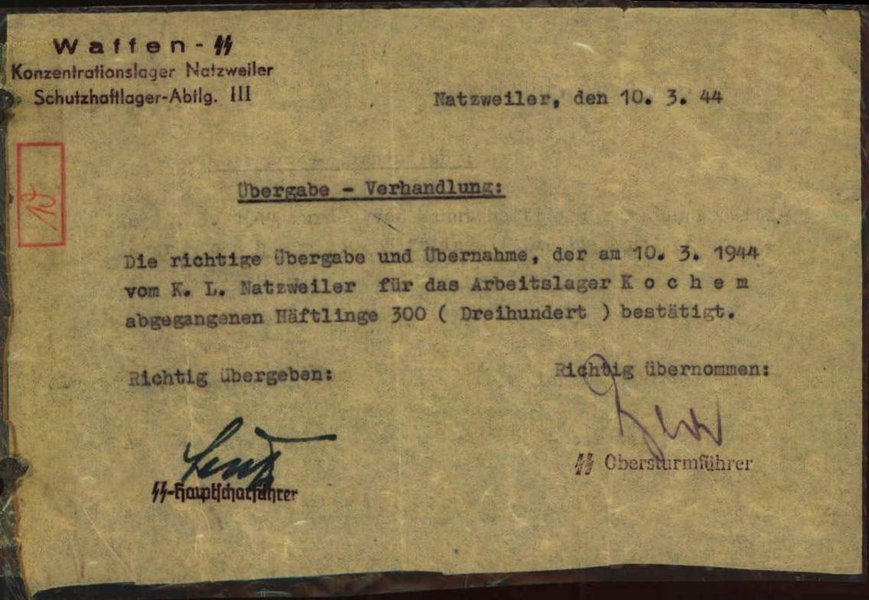 Waffen-SS
Konzentrationslager Natzweiler
Schutzhaftlager-Abtlg. III
Natzweiler, den 10. 3. 44
Übergabe - Verhandlung:
Die richtige Übergabe und Übernahme, der am 10. 3. 1944
vom K. L. Natzweiler für das Arbeitslager K o c h e m
abgegangenen Häftlinge 300 ( Dreihundert ) bestätigt.
Richtig übergeben:
Richtig übernommen:
SS-Hauptscharführer
SS Obersturmführer